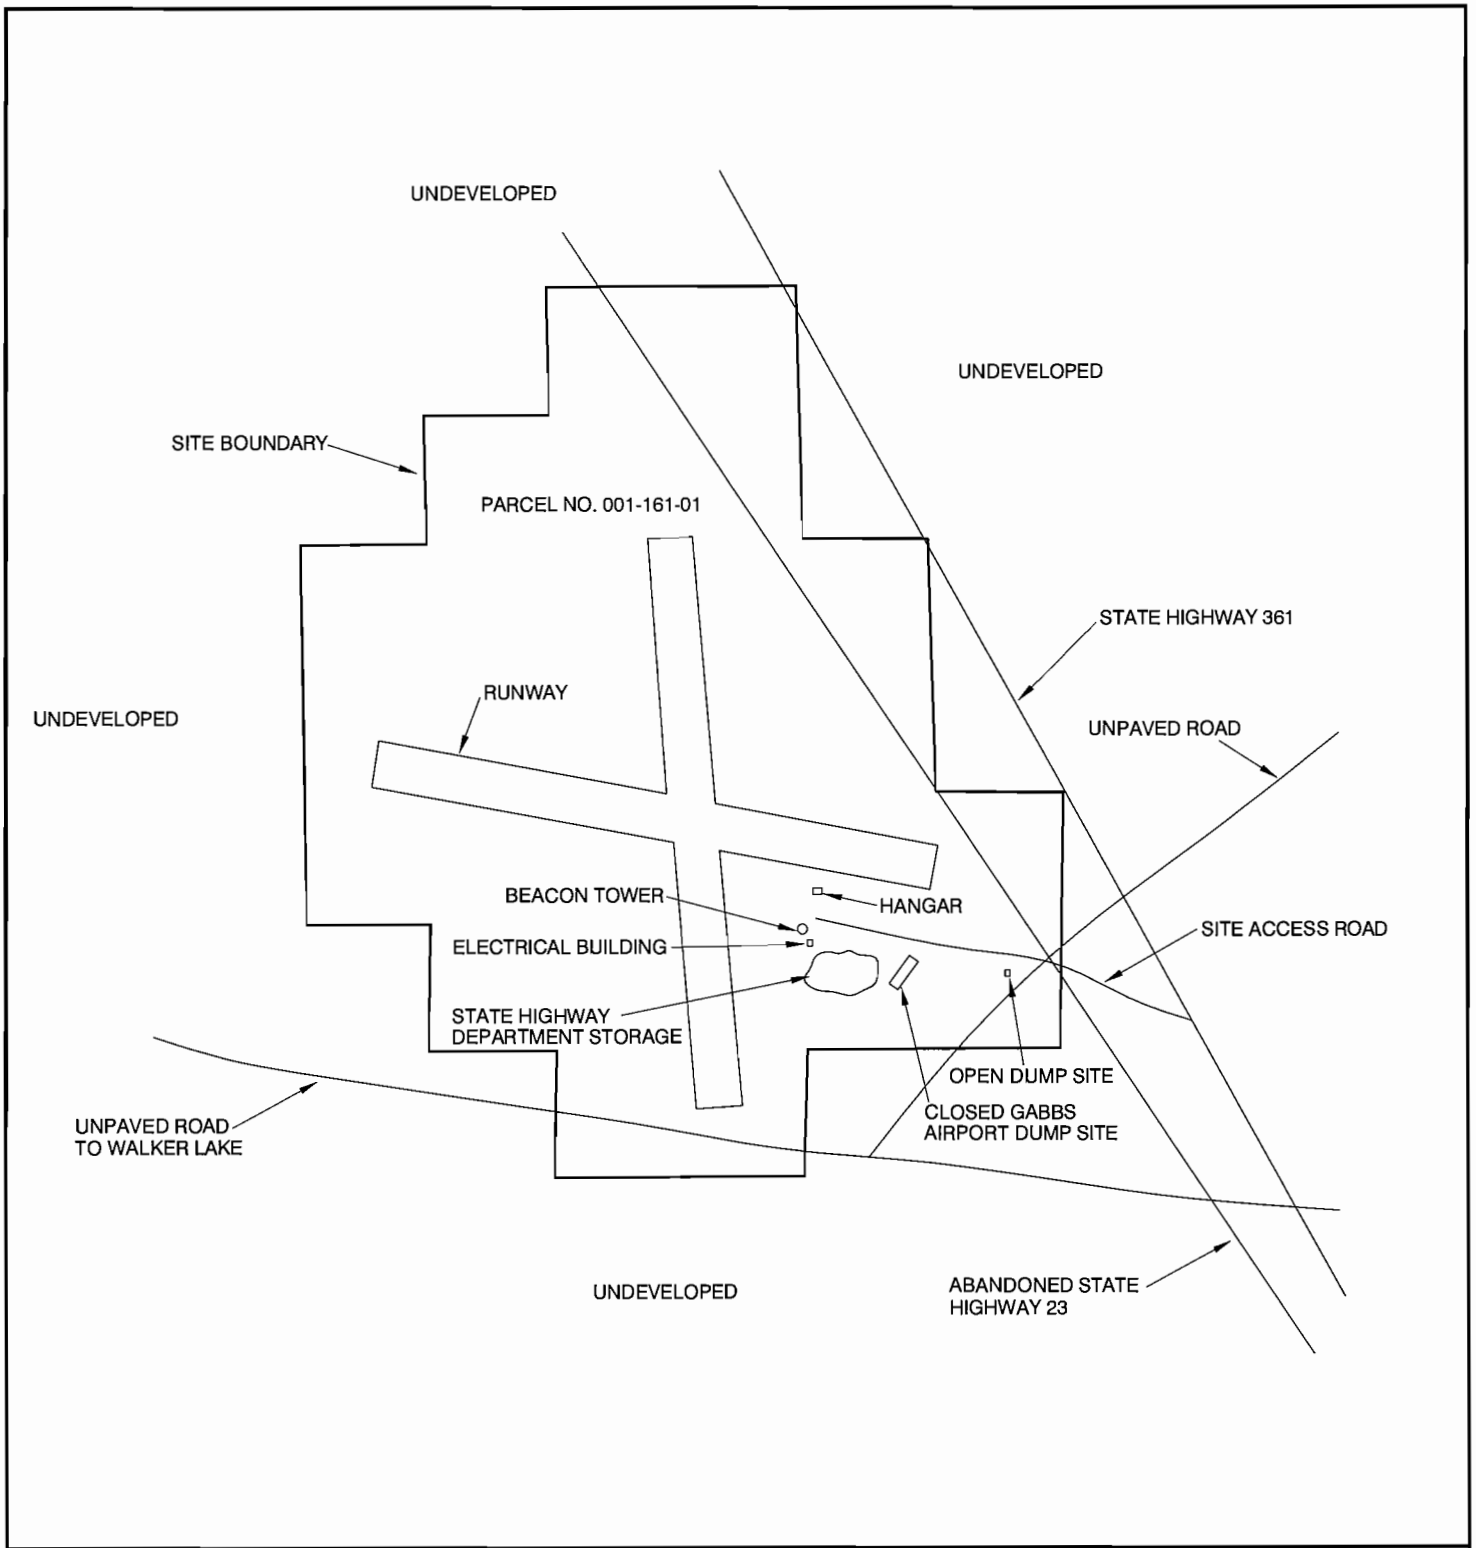 UNDEVELOPED
UNDEVELOPED
SITE BOUNDARY
PARCEL NO. 001-161-01
STATE HIGHWAY 361
RUNWAY
UNDEVELOPED
UNPAVED ROAD
BEACON TOWER
HANGAR
SITE ACCESS ROAD
ELECTRICAL BUILDING
STATE HIGHWAY
DEPARTMENT STORAGE
OPEN DUMP SITE
CLOSED GABBS
AIRPORT DUMP SITE
UNPAVED ROAD
TO WALKER LAKE
UNDEVELOPED
ABANDONED STATE
HIGHWAY 23